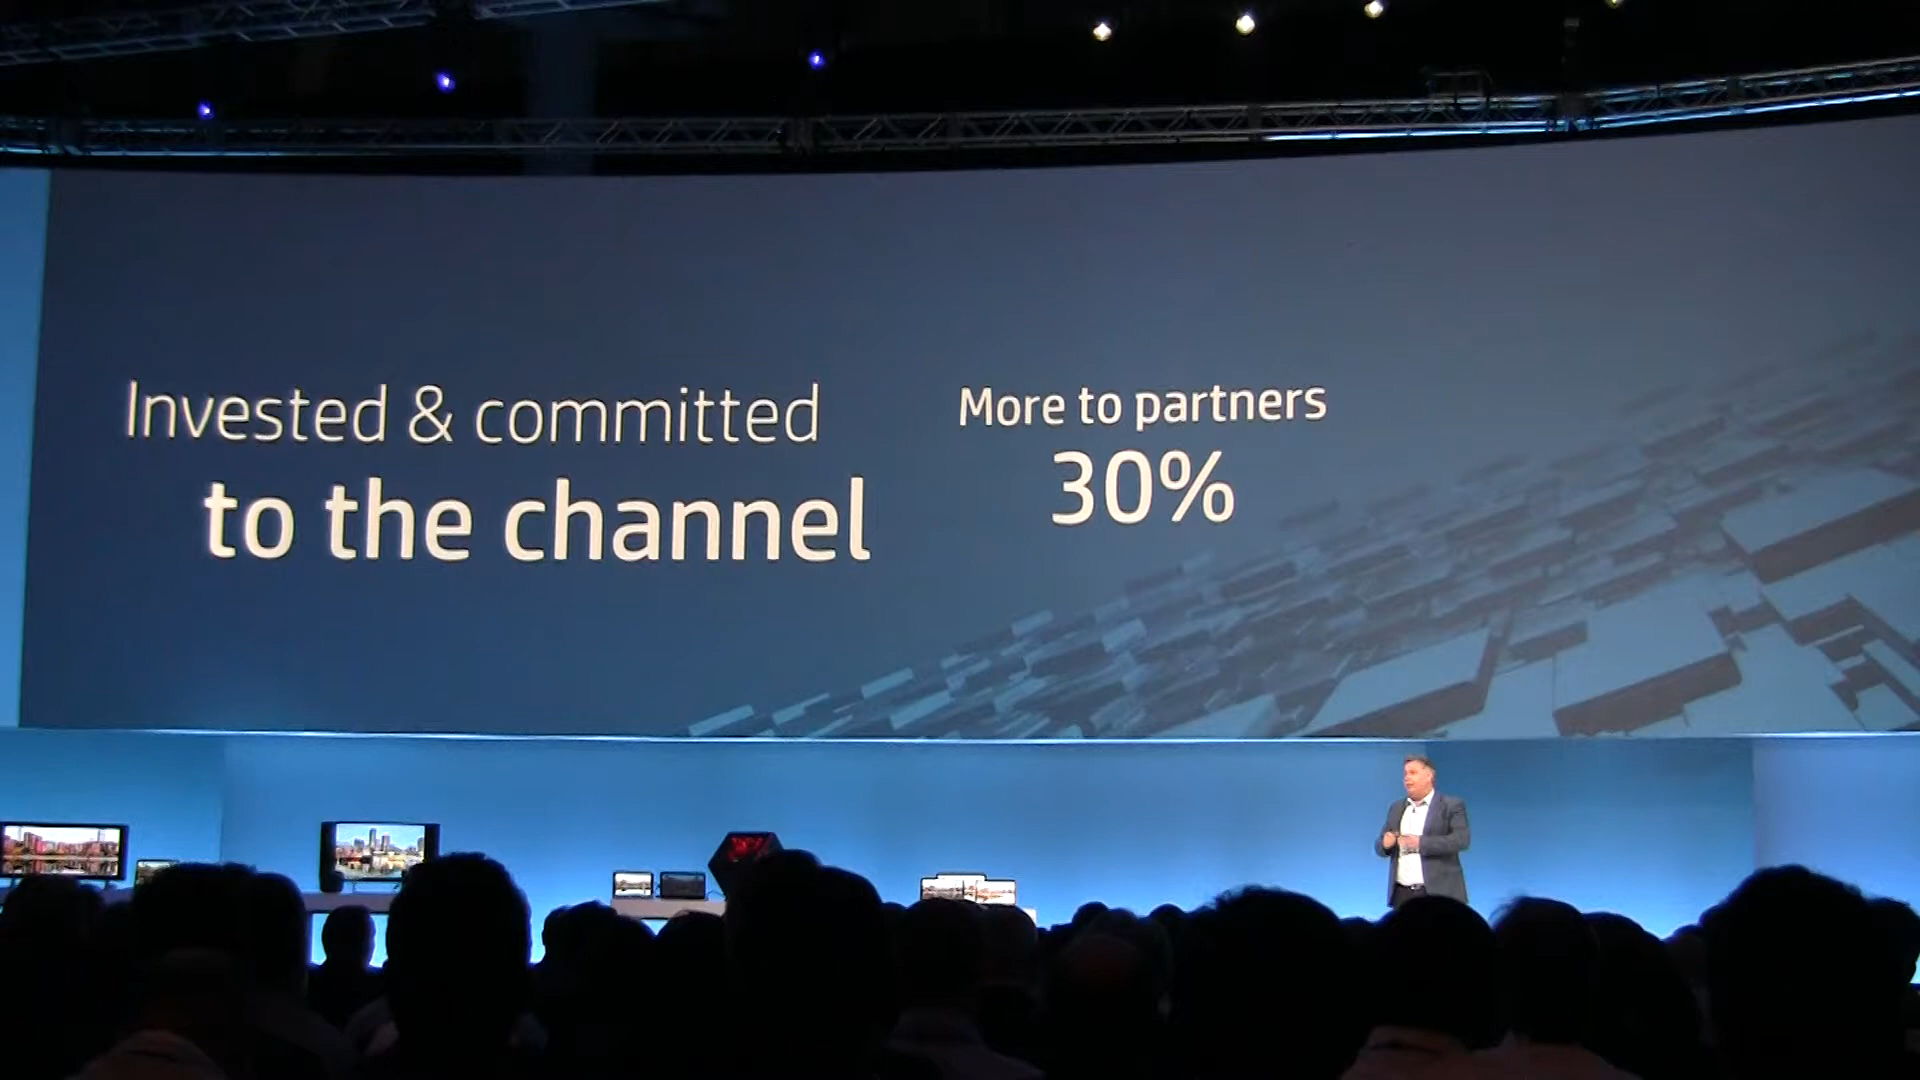 Invested & committed
to the channel
More to partners
30%